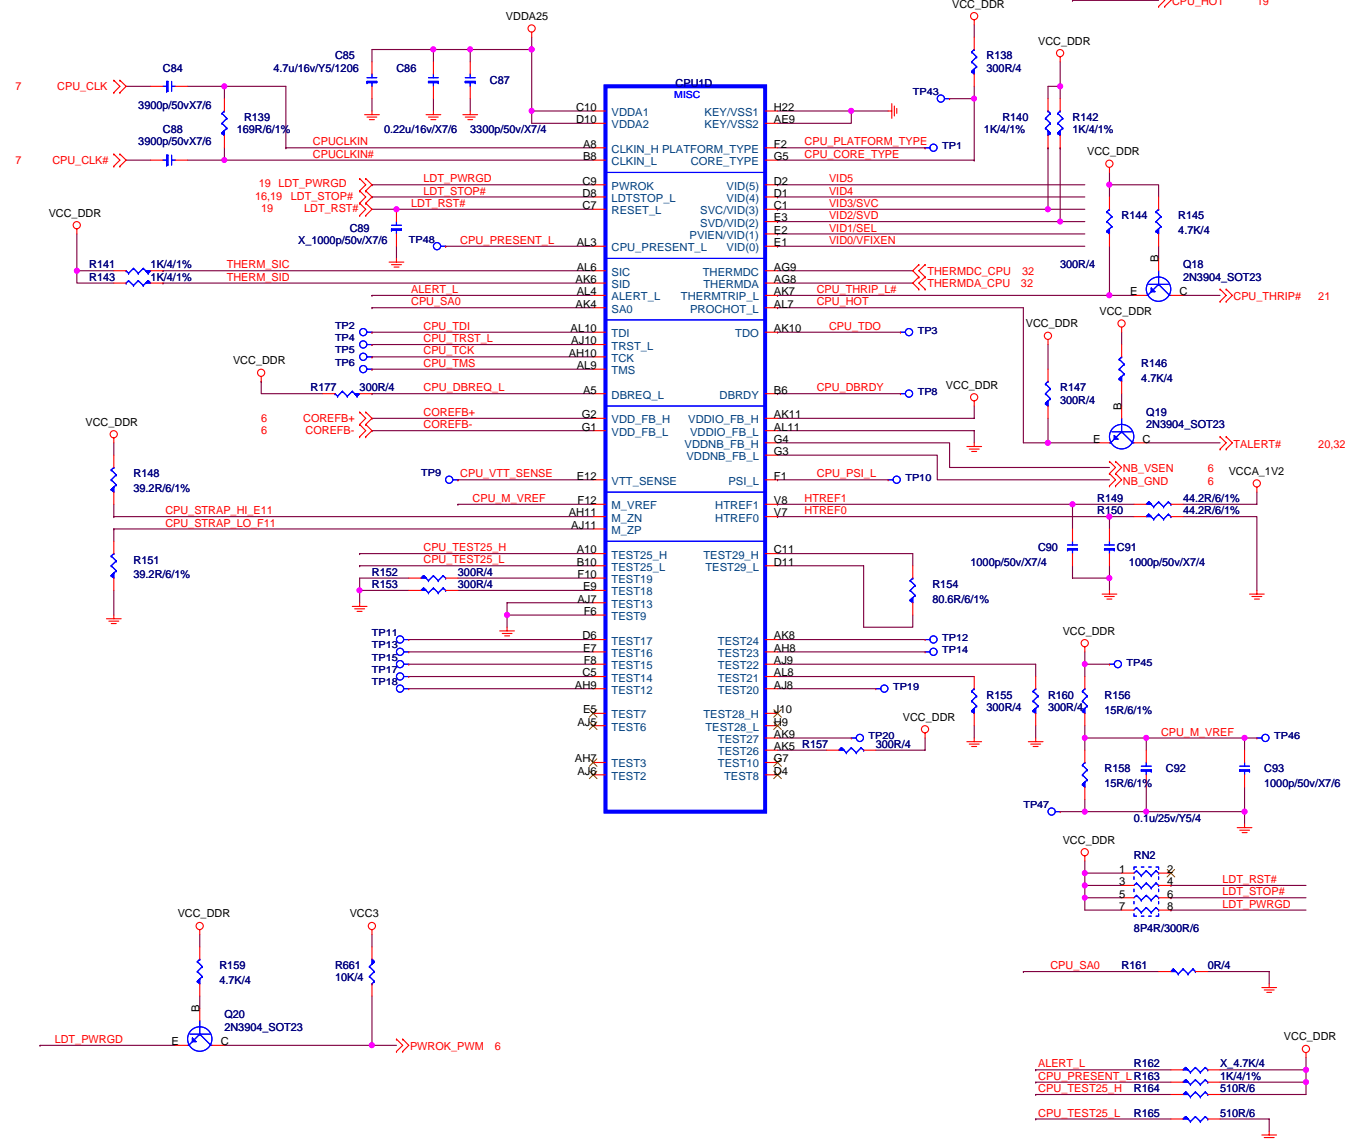 CPU_HOT 19
VCC_DDR
VDDA25
VCC_DDR
C85
4.7u/16v/Y5/1206
C86
C87
0.22u/16v/X7/6
3300p/50v/X7/4
R138
300R/4
TP43
C84
7 CPU_CLK
3900p/50vX7/6
R139
169R/6/1%
C88
3900p/50vX7/6
7 CPU_CLK#
CPUCLKIN
CPUCLKIN#
CPU1D
MISC
C10 VDDA1
D10 VDDA2
A8 CLKIN_H
B8 CLKIN_L
KEY/VSS1 H22
KEY/VSS2 AE9
PLATFORM_TYPE F2 CPU_PLATFORM_TYPE TP1
CORE_TYPE G5 CPU_CORE_TYPE
R140
1K/4/1%
R142
1K/4/1%
VCC_DDR
19 LDT_PWRGD LDT_PWRGD C9 PWROK
16,19 LDT_STOP# LDT_STOP# D8 LDTSTOP_L
19 LDT_RST# LDT_RST# C7 RESET_L
VID(5) D2 VID5
VID(4) D1 VID4
SVC/VID(3) C1 VID3/SVC
SVD/VID(2) E3 VID2/SVD
PVIEN/VID(1) E2 VID1/SEL
VID(0) E1 VID0/VFIXEN
R144
300R/4
R145
4.7K/4
VCC_DDR
C89
X_1000p/50v/X7/6
TP48 CPU_PRESENT_L AL3 CPU_PRESENT_L
R141 1K/4/1% THERM_SIC AL6 SIC
R143 1K/4/1% THERM_SID AK6 SID
ALERT_L AL4 ALERT_L
CPU_SA0 AK4 SA0
THERMDC AG9 THERMDC_CPU 32
THERMDA AG8 THERMDA_CPU 32
THERMTRIP_L AK7 CPU_THRIP_L#
PROCHOT_L AL7 CPU_HOT
B
Q18
2N3904_SOT23
E C CPU_THRIP# 21
TP2 CPU_TDI AL10 TDI
TP4 CPU_TRST_L AJ10 TRST_L
TP5 CPU_TCK AH10 TCK
TP6 CPU_TMS AL9 TMS
TDO AK10 CPU_TDO TP3
VCC_DDR
VCC_DDR
R146
4.7K/4
R147
300R/4
VCC_DDR
R177 300R/4 CPU_DBREQ_L A5 DBREQ_L
DBRDY B6 CPU_DBRDY TP8
VCC_DDR
B
Q19
2N3904_SOT23
E C TALERT# 20,32
6 COREFB+ COREFB+ G2 VDD_FB_H
6 COREFB- COREFB- G1 VDD_FB_L
VDDIO_FB_H AK11
VDDIO_FB_L AL11
VDDNB_FB_H G4
VDDNB_FB_L G3
NB_VSEN 6
NB_GND 6
VCC_DDR
R148
39.2R/6/1%
TP9 CPU_VTT_SENSE E12 VTT_SENSE
PSI_L F1 CPU_PSI_L TP10
VCCA_1V2
CPU_M_VREF F12 M_VREF
CPU_STRAP_HI_E11 AH11 M_ZN
CPU_STRAP_LO_F11 AJ11 M_ZP
HTREF1 V8 HTREF1 R149 44.2R/6/1%
HTREF0 V7 HTREF0 R150 44.2R/6/1%
C90
1000p/50v/X7/4
C91
1000p/50v/X7/4
R151
39.2R/6/1%
CPU_TEST25_H A10 TEST25_H
CPU_TEST25_L B10 TEST25_L
R152 300R/4 F10 TEST19
R153 300R/4 E9 TEST18
AJ7 TEST13
F6 TEST9
TEST29_H C11
TEST29_L D11
R154
80.6R/6/1%
TP11 D6 TEST17
TP13 E7 TEST16
TP15 F8 TEST15
TP17 C5 TEST14
TP18 AH9 TEST12
TEST24 AK8 TP12
TEST23 AH8 TP14
TEST22 AJ9
TEST21 AL8
TEST20 AJ8 TP19
R155
300R/4
R160
300R/4
VCC_DDR
TP45
R156
15R/6/1%
E5 TEST7
AJ5 TEST6
AH7 TEST3
AJ6 TEST2
TEST28_H J10
TEST28_L H9
TEST27 AK9 TP20
TEST26 AK5 R157 300R/4
TEST10 G7
TEST8 D4
VCC_DDR
CPU_M_VREF TP46
R158
15R/6/1%
C92
0.1u/25v/Y5/4
C93
1000p/50v/X7/6
TP47
VCC_DDR
RN2
1 2
3 4 LDT_RST#
5 6 LDT_STOP#
7 8 LDT_PWRGD
8P4R/300R/6
VCC_DDR
R159
4.7K/4
VCC3
R661
10K/4
CPU_SA0 R161 0R/4
B
Q20
2N3904_SOT23
LDT_PWRGD E C PWROK_PWM 6
VCC_DDR
ALERT_L R162 X_4.7K/4
CPU_PRESENT_L R163 1K/4/1%
CPU_TEST25_H R164 510R/6
CPU_TEST25_L R165 510R/6